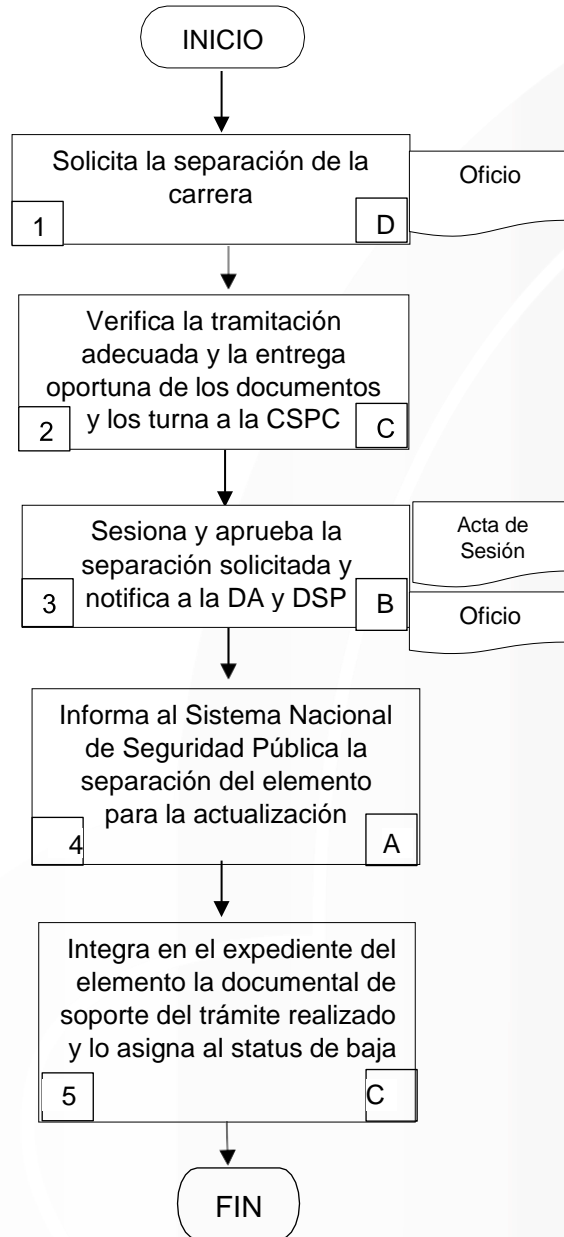 INICIO
Solicita la separación de la
carrera
1
D
Oficio
Verifica la tramitación
adecuada y la entrega
oportuna de los documentos
y los turna a la CSPC
2
C
Sesiona y aprueba la
separación solicitada y
notifica a la DA y DSP
3
B
Acta de
Sesión
Oficio
Informa al Sistema Nacional
de Seguridad Pública la
separación del elemento
para la actualización
4
A
Integra en el expediente del
elemento la documental de
soporte del trámite realizado
y lo asigna al status de baja
5
C
FIN